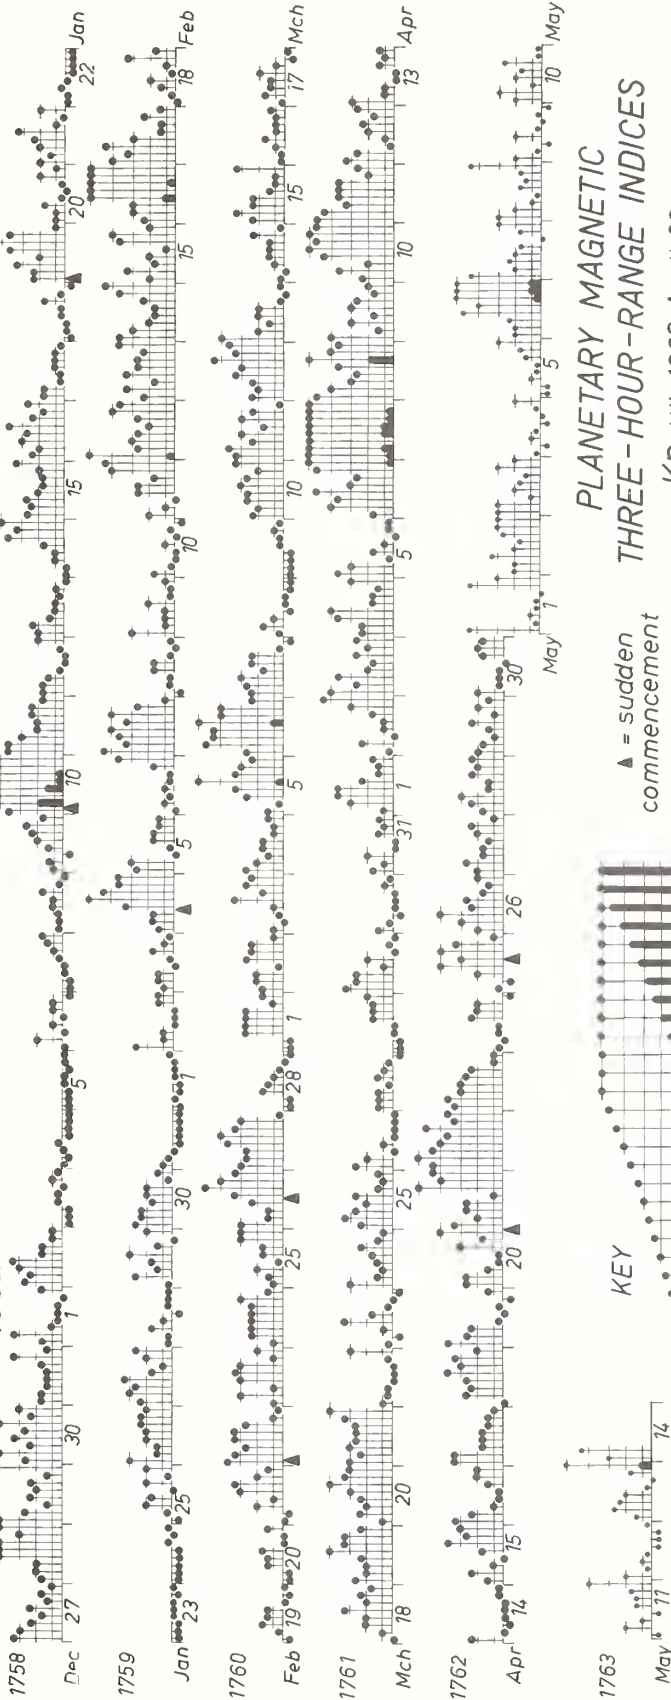 1758
Dec 27 30 1 5 10 15 20 22 Jan
1759
Jan 23 25 30 1 5 10 15 18 Feb
1760
Feb 19 20 25 28 1 5 10 15 17 Mch
1761
Mch 18 20 25 31 1 5 10 13 Apr
1762
Apr 14 15 20 26 30
May 1 5 10 May
1763
May 11 14
KEY
▲ = sudden
commencement
PLANETARY MAGNETIC
THREE-HOUR-RANGE INDICES